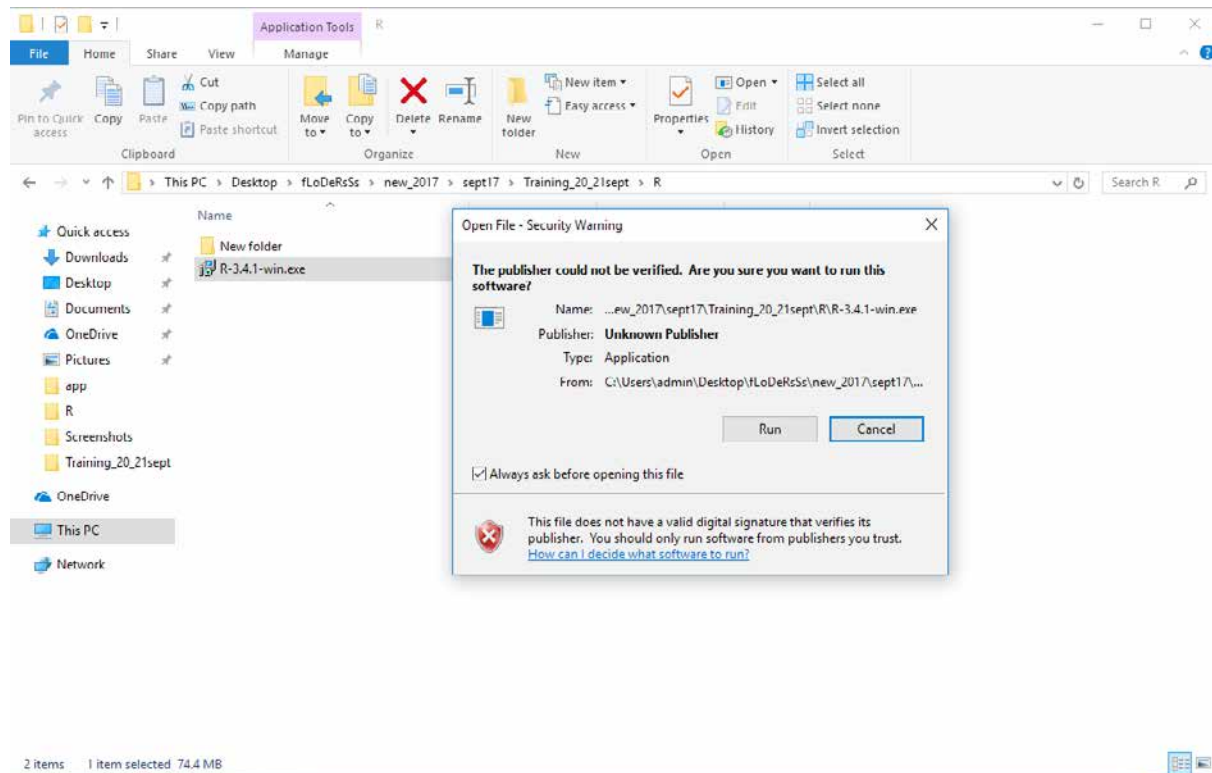 Application Tools R
File Home Share View Manage
Pin to Quick access
Copy
Paste
Cut
Copy path
Paste shortcut
Move to
Copy to
Delete
Rename
New folder
New item
Easy access
Properties
Open
Edit
History
Select all
Select none
Invert selection
Clipboard Organize New Open Select
This PC > Desktop > fLoDeRsSs > new_2017 > sept17 > Training_20_21sept > R
Search R
Name
Quick access
Downloads
Desktop
Documents
OneDrive
Pictures
app
R
Screenshots
Training_20_21sept
OneDrive
This PC
Network
New folder
R-3.4.1-win.exe
Open File - Security Warning
The publisher could not be verified. Are you sure you want to run this
software?
Name: ...ew_2017\sept17\Training_20_21sept\R\R-3.4.1-win.exe
Publisher: Unknown Publisher
Type: Application
From: C:\Users\admin\Desktop\fLoDeRsSs\new_2017\sept17\...
Run Cancel
Always ask before opening this file
This file does not have a valid digital signature that verifies its
publisher. You should only run software from publishers you trust.
How can I decide what software to run?
2 items 1 item selected 74.4 MB